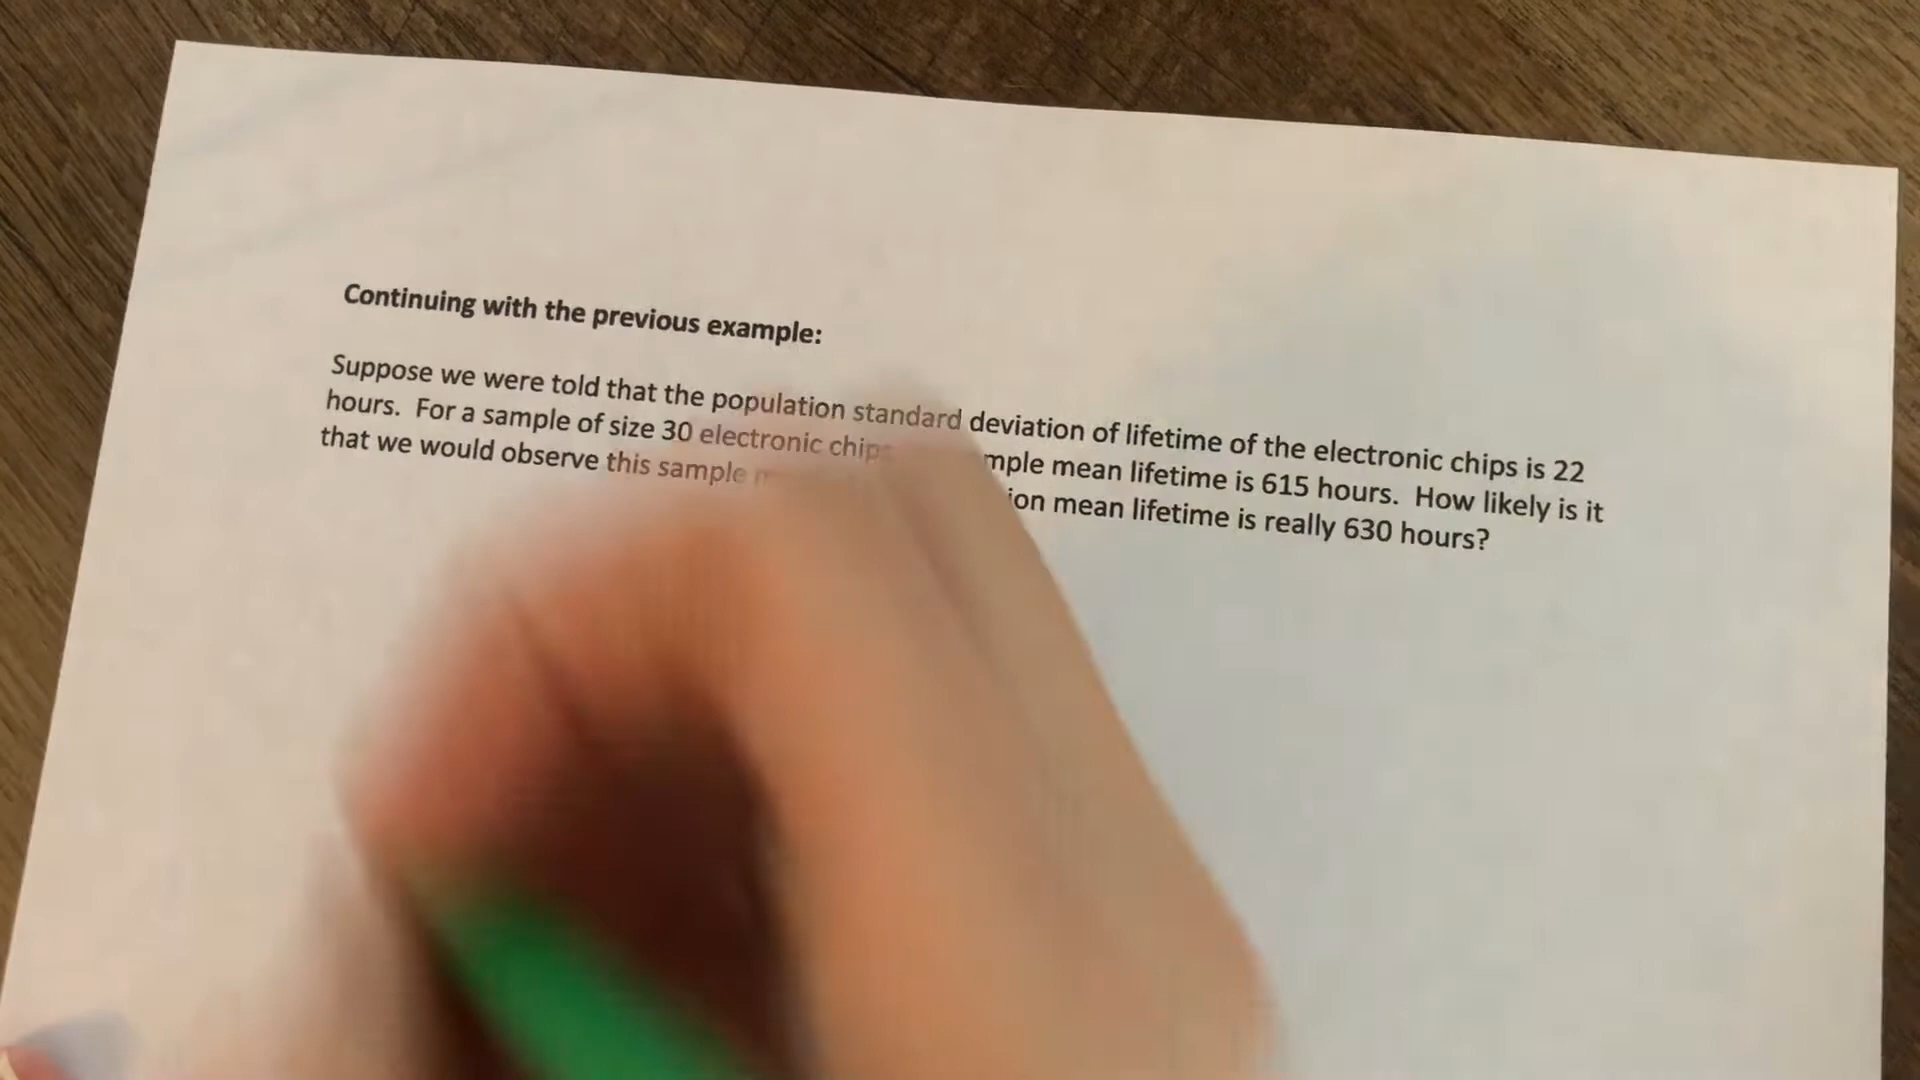 Continuing with the previous example:
Suppose we were told that the population standard deviation of lifetime of the electronic chips is 22
hours. For a sample of size 30 electronic chips mple mean lifetime is 615 hours. How likely is it
that we would observe this sample ion mean lifetime is really 630 hours?